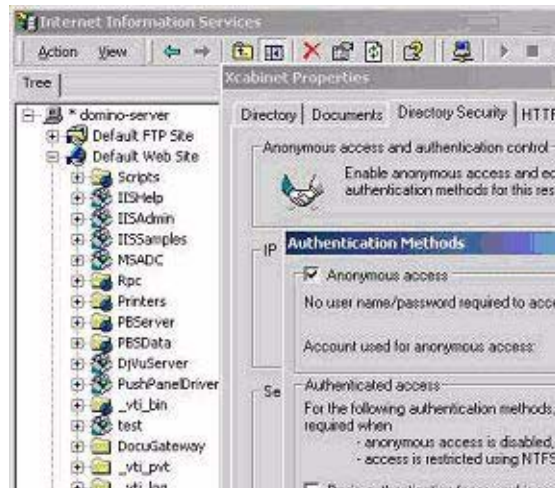 Internet Information Services
Action View
Tree
* domino-server
Default FTP Site
Default Web Site
Scripts
IISHelp
IISAdmin
IISSamples
MSADC
Rpc
Printers
PBServer
PBSData
DjVuServer
PushPanelDriver
_vti_bin
test
DocuGateway
_vti_pvt
_vti_log
Xcabinet Properties
Directory Documents Directory Security HTTP
Anonymous access and authentication control
Enable anonymous access and
authentication methods for this
IP
Authentication Methods
Anonymous access
No user name/password required to
Account used for anonymous access:
Se
Authenticated access
For the following authentication methods,
required when
- anonymous access is disabled,
- access is restricted using NTFS